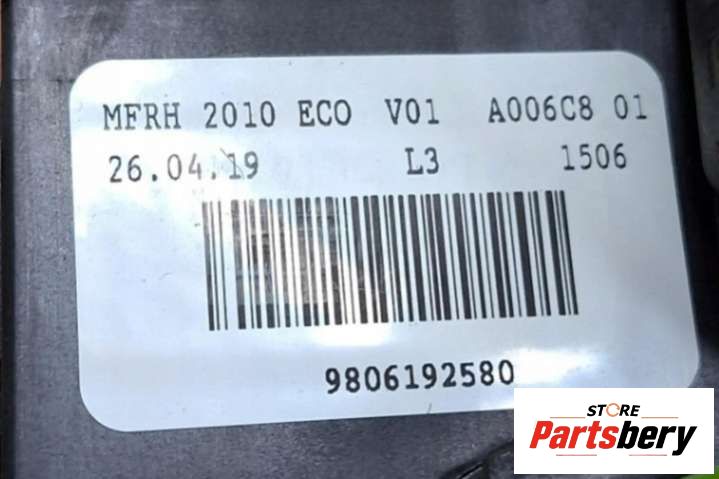 MFRH 2010 ECO V01 A006C8 01
26.04.19 L3 1506
9806192580
STORE
Partsbery